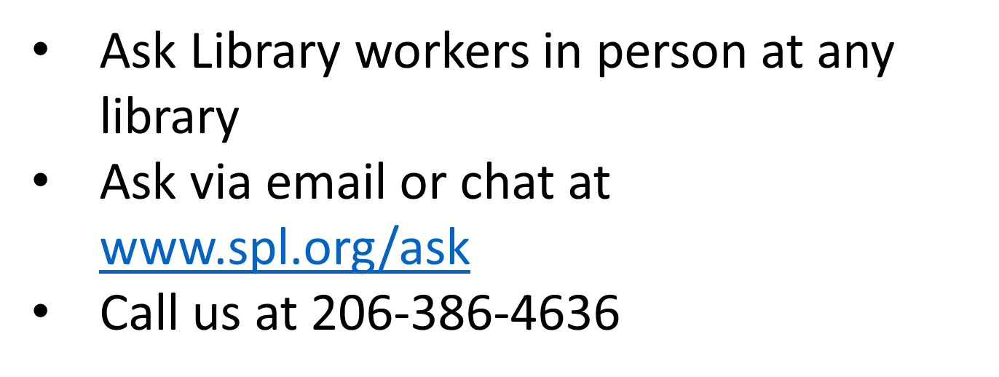 • Ask Library workers in person at any
library
• Ask via email or chat at
www.spl.org/ask
• Call us at 206-386-4636